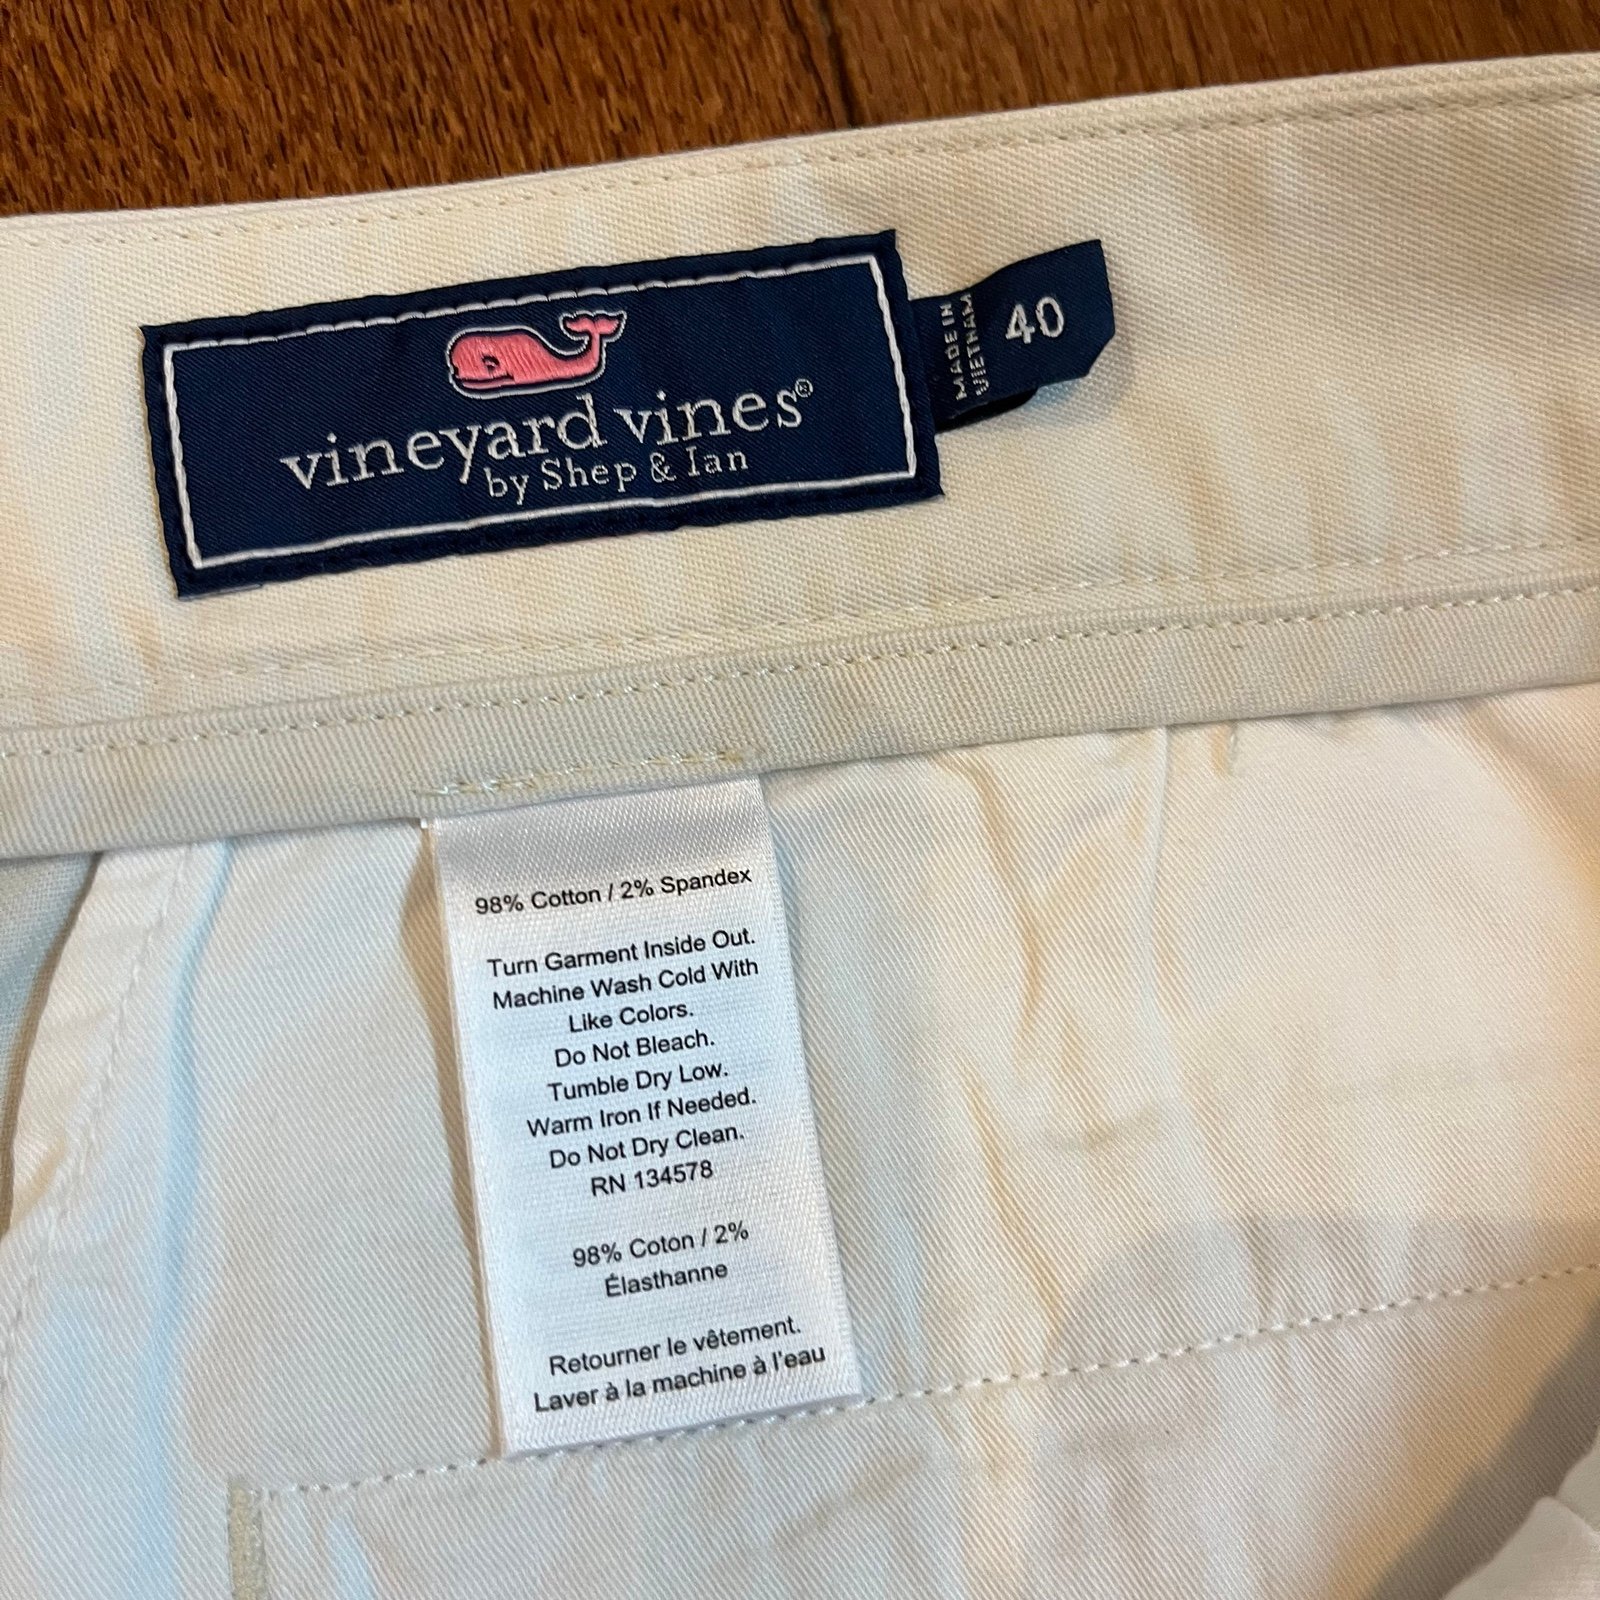 vineyard vines®
by Shep & Ian
MADE IN
VIETNAM
40
98% Cotton / 2% Spandex
Turn Garment Inside Out.
Machine Wash Cold With
Like Colors.
Do Not Bleach.
Tumble Dry Low.
Warm Iron If Needed.
Do Not Dry Clean.
RN 134578
98% Coton / 2%
Élasthanne
Retourner le vêtement.
Laver à la machine à l'eau